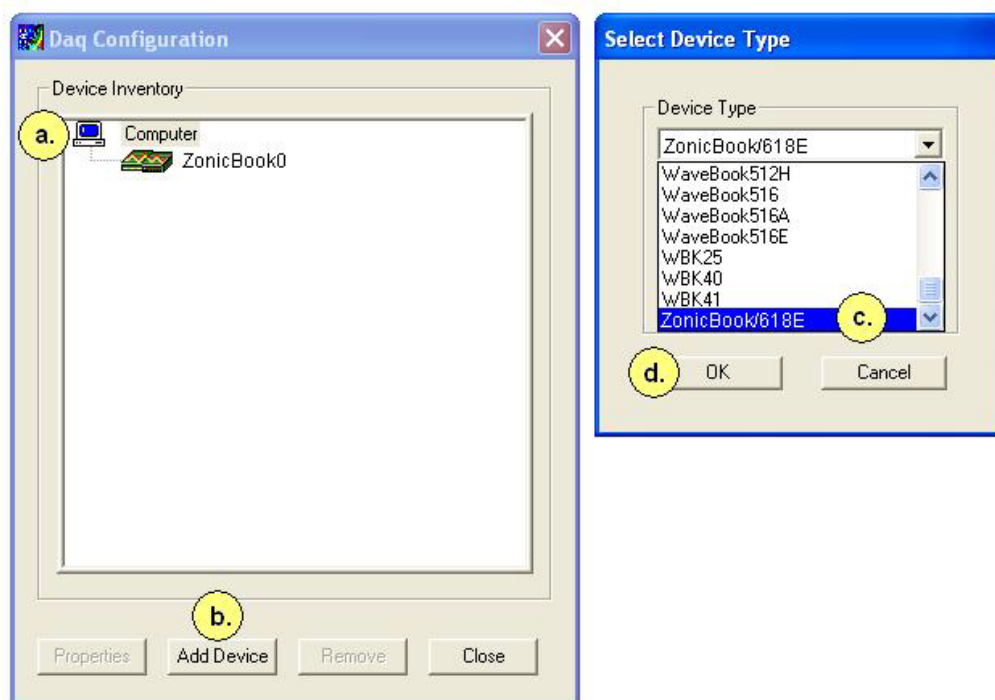 Daq Configuration
Device Inventory
a.
Computer
ZonicBook0
b.
Properties
Add Device
Remove
Close
Select Device Type
Device Type
ZonicBook/618E
WaveBook512H
WaveBook516
WaveBook516A
WaveBook516E
WBK25
WBK40
WBK41
ZonicBook/618E
c.
d.
OK
Cancel